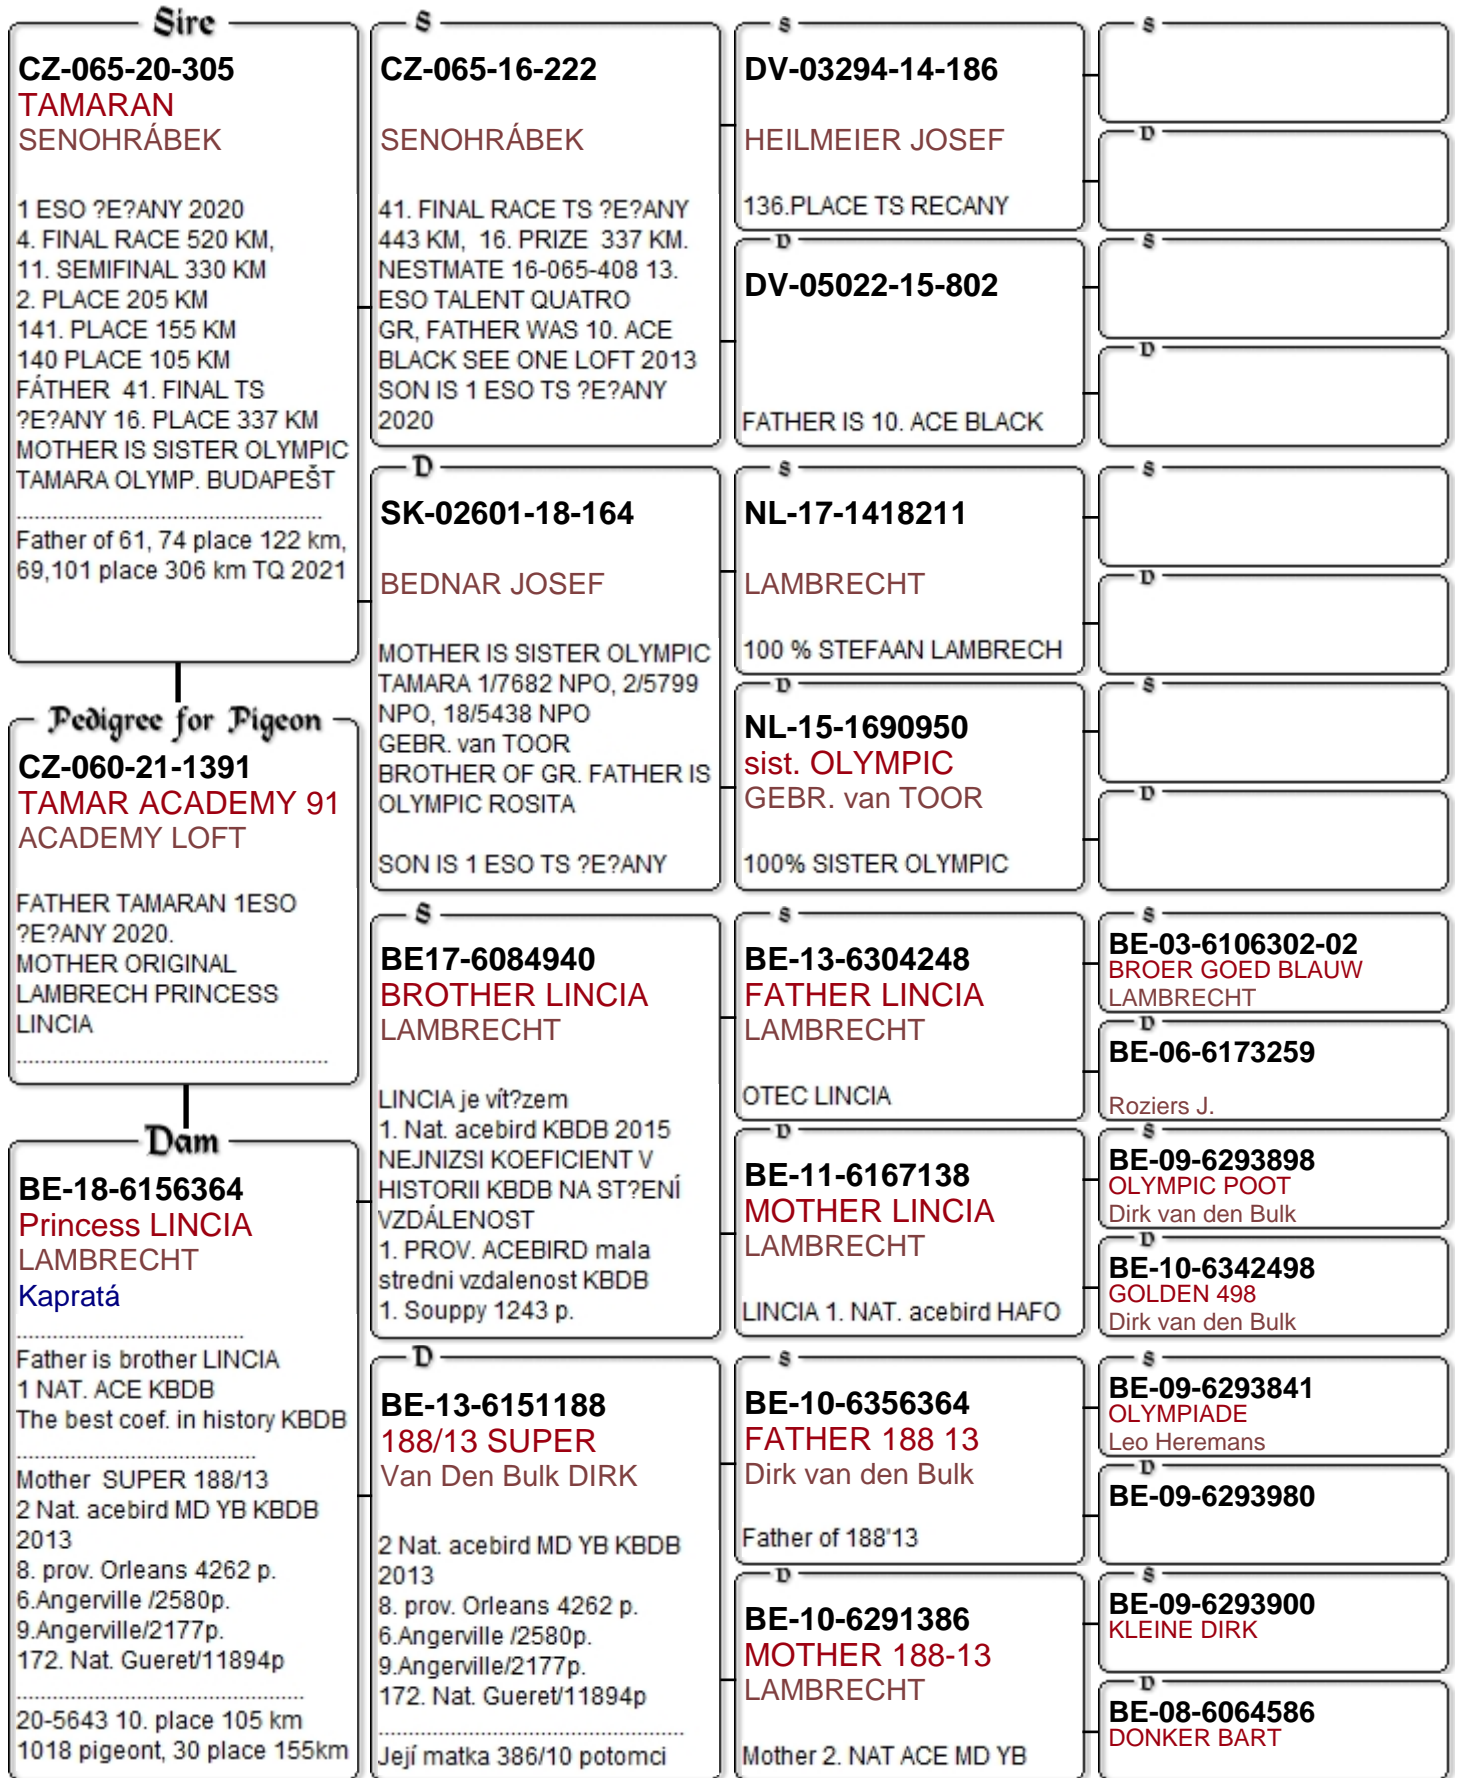 Sire
CZ-065-20-305
TAMARAN
SENOHRÁBEK
1 ESO ?E?ANY 2020
4. FINAL RACE 520 KM,
11. SEMIFINAL 330 KM
2. PLACE 205 KM
141. PLACE 155 KM
140 PLACE 105 KM
FÁTHER 41. FINAL TS
?E?ANY 16. PLACE 337 KM
MOTHER IS SISTER OLYMPIC
TAMARA OLYMP. BUDAPEŠT
...................................................
Father of 61, 74 place 122 km,
69,101 place 306 km TQ 2021
Pedigree for Pigeon
CZ-060-21-1391
TAMAR ACADEMY 91
ACADEMY LOFT
FATHER TAMARAN 1ESO
?E?ANY 2020.
MOTHER ORIGINAL
LAMBRECH PRINCESS
LINCIA
....................................................
Dam
BE-18-6156364
Princess LINCIA
LAMBRECHT
Kapratá
......................................
Father is brother LINCIA
1 NAT. ACE KBDB
The best coef. in history KBDB
........................................
Mother SUPER 188/13
2 Nat. acebird MD YB KBDB
2013
8. prov. Orleans 4262 p.
6.Angerville /2580p.
9.Angerville/2177p.
172. Nat. Gueret/11894p
................................................
20-5643 10. place 105 km
1018 pigeont, 30 place 155km
S
CZ-065-16-222
SENOHRÁBEK
41. FINAL RACE TS ?E?ANY
443 KM, 16. PRIZE 337 KM.
NESTMATE 16-065-408 13.
ESO TALENT QUATRO
GR, FATHER WAS 10. ACE
BLACK SEE ONE LOFT 2013
SON IS 1 ESO TS ?E?ANY
2020
D
SK-02601-18-164
BEDNAR JOSEF
MOTHER IS SISTER OLYMPIC
TAMARA 1/7682 NPO, 2/5799
NPO, 18/5438 NPO
GEBR. van TOOR
BROTHER OF GR. FATHER IS
OLYMPIC ROSITA
SON IS 1 ESO TS ?E?ANY
S
BE17-6084940
BROTHER LINCIA
LAMBRECHT
LINCIA je vít?zem
1. Nat. acebird KBDB 2015
NEJNIZSI KOEFICIENT V
HISTORII KBDB NA ST?ENÍ
VZDÁLENOST
1. PROV. ACEBIRD mala
stredni vzdalenost KBDB
1. Souppy 1243 p.
D
BE-13-6151188
188/13 SUPER
Van Den Bulk DIRK
2 Nat. acebird MD YB KBDB
2013
8. prov. Orleans 4262 p.
6.Angerville /2580p.
9.Angerville/2177p.
172. Nat. Gueret/11894p
...................................................
Její matka 386/10 potomci
S
DV-03294-14-186
HEILMEIER JOSEF
136.PLACE TS RECANY
D
DV-05022-15-802
FATHER IS 10. ACE BLACK
S
NL-17-1418211
LAMBRECHT
100 % STEFAAN LAMBRECH
D
NL-15-1690950
sist. OLYMPIC
GEBR. van TOOR
100% SISTER OLYMPIC
S
BE-13-6304248
FATHER LINCIA
LAMBRECHT
OTEC LINCIA
D
BE-11-6167138
MOTHER LINCIA
LAMBRECHT
LINCIA 1. NAT. acebird HAFO
S
BE-10-6356364
FATHER 188 13
Dirk van den Bulk
Father of 188'13
D
BE-10-6291386
MOTHER 188-13
LAMBRECHT
Mother 2. NAT ACE MD YB
S
D
S
D
S
D
S
D
S
BE-03-6106302-02
BROER GOED BLAUW
LAMBRECHT
D
BE-06-6173259
Roziers J.
S
BE-09-6293898
OLYMPIC POOT
Dirk van den Bulk
D
BE-10-6342498
GOLDEN 498
Dirk van den Bulk
S
BE-09-6293841
OLYMPIADE
Leo Heremans
D
BE-09-6293980
S
BE-09-6293900
KLEINE DIRK
D
BE-08-6064586
DONKER BART